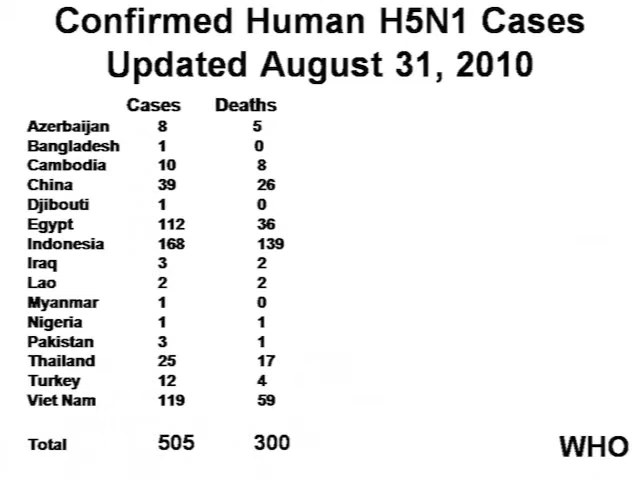 Confirmed Human H5N1 Cases
Updated August 31, 2010
Cases Deaths
Azerbaijan 8 5
Bangladesh 1 0
Cambodia 10 8
China 39 26
Djibouti 1 0
Egypt 112 36
Indonesia 168 139
Iraq 3 2
Lao 2 2
Myanmar 1 0
Nigeria 1 1
Pakistan 3 1
Thailand 25 17
Turkey 12 4
Viet Nam 119 59
Total 505 300
WHO